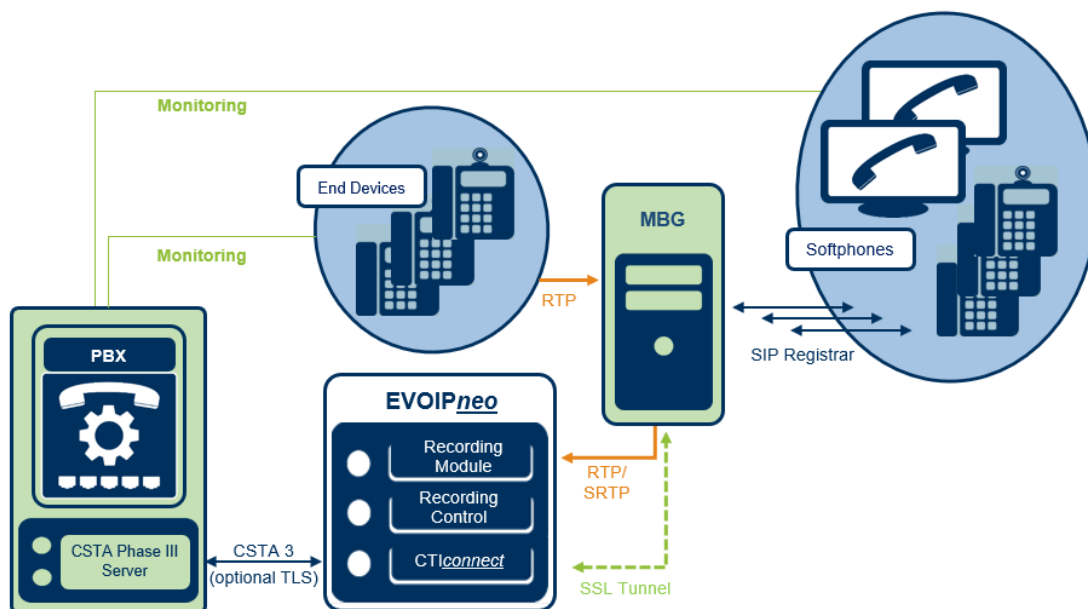 Monitoring
End Devices
Monitoring
MBG
Softphones
RTP
SIP Registrar
PBX
EVOIPneo
Recording
Module
Recording
Control
CTIconnect
RTP/
SRTP
CSTA Phase III
Server
CSTA 3
(optional TLS)
SSL Tunnel